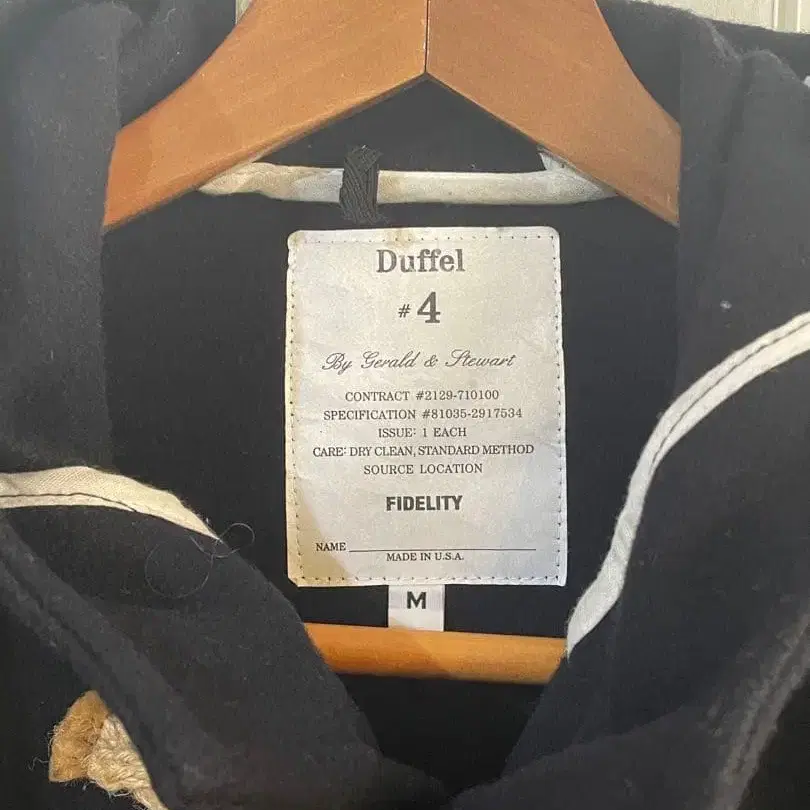 Duffel
#4
By Gerald & Stewart
CONTRACT #2129-710100
SPECIFICATION #81035-2917534
ISSUE: 1 EACH
CARE: DRY CLEAN, STANDARD METHOD
SOURCE LOCATION
FIDELITY
NAME
MADE IN U.S.A.
M